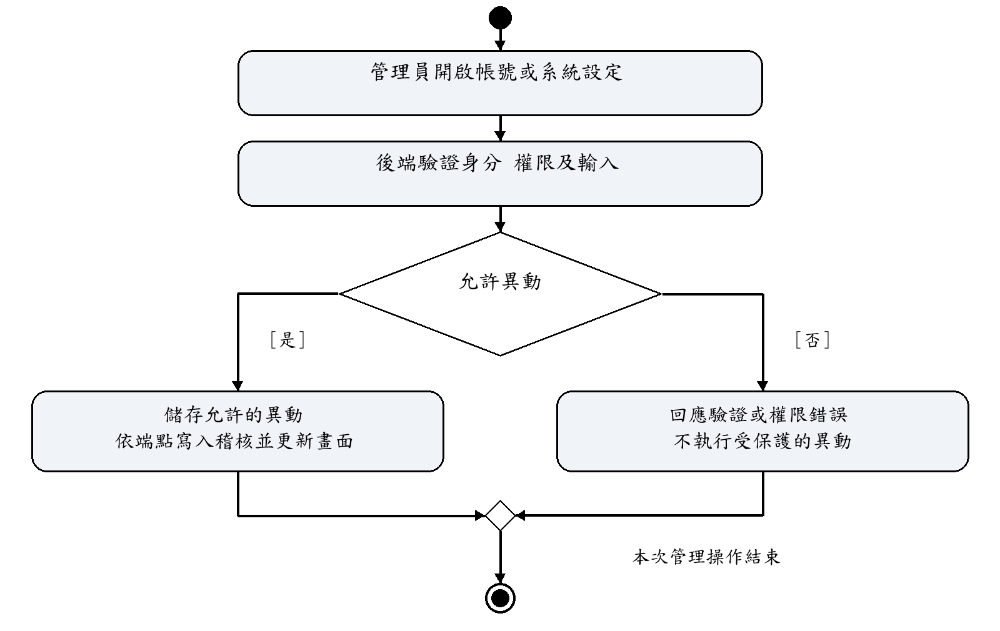 管理員開啟帳號或系統設定
後端驗證身分 權限及輸入
允許異動
[是]
[否]
儲存允許的異動
依端點寫入稽核並更新畫面
回應驗證或權限錯誤
不執行受保護的異動
本次管理操作結束